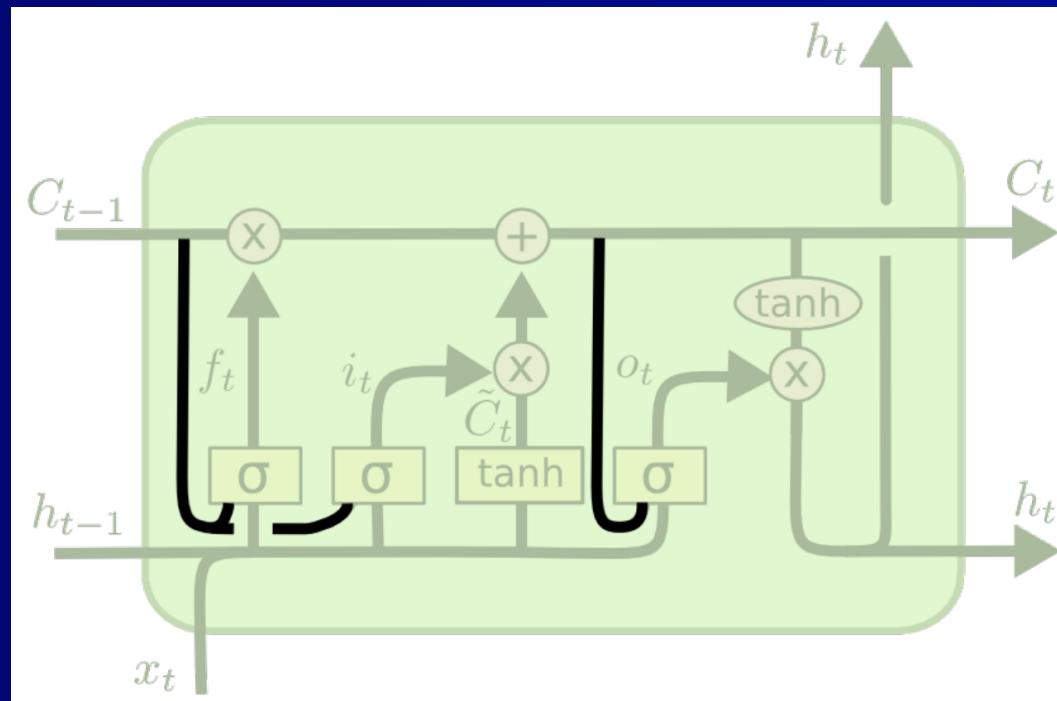 h_t
C_{t-1}
x
+
C_t
tanh
f_t
i_t
x
o_t
x
C̃_t
σ
σ
tanh
σ
h_{t-1}
h_t
x_t